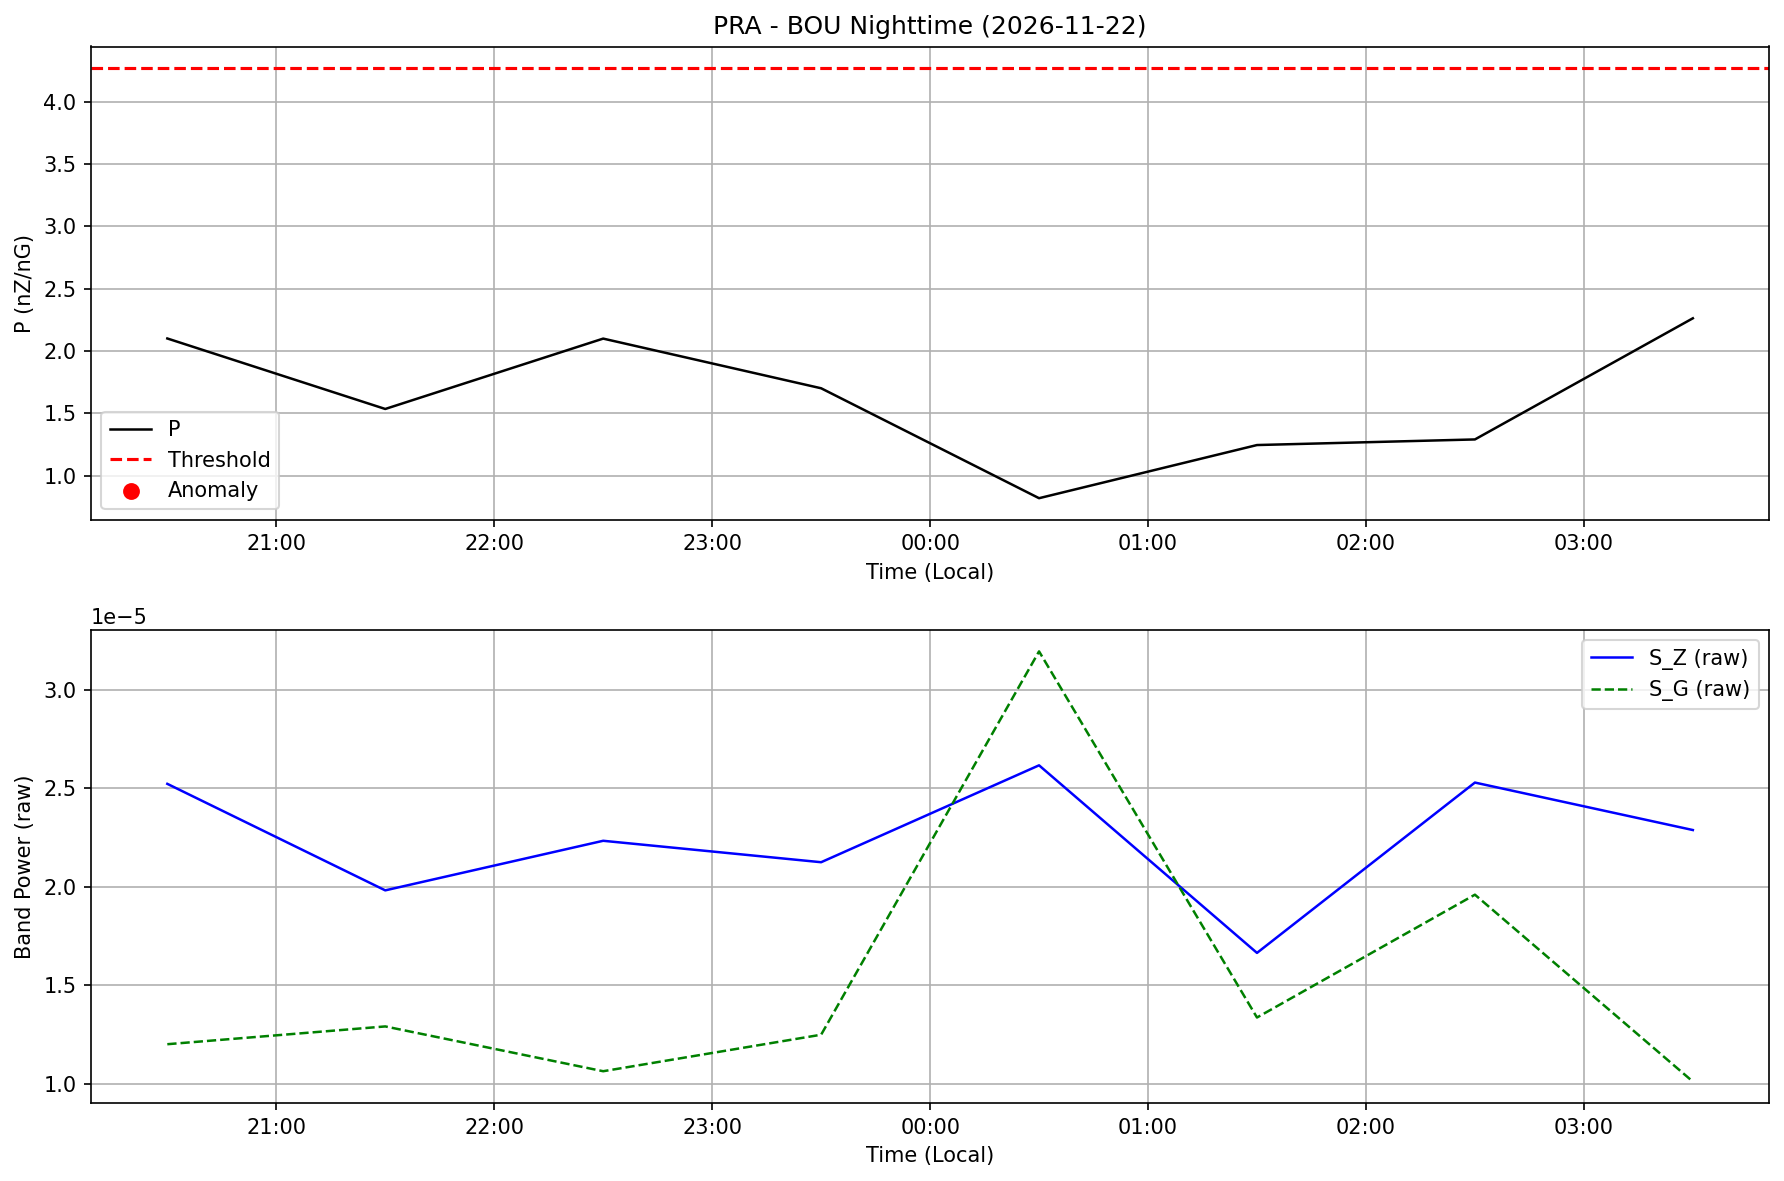 PRA - BOU Nighttime (2026-11-22)
P (nZ/nG)
4.0
3.5
3.0
2.5
2.0
1.5
1.0
P
Threshold
Anomaly
21:00 22:00 23:00 00:00 01:00 02:00 03:00
Time (Local)
1e−5
Band Power (raw)
3.0
2.5
2.0
1.5
1.0
S_Z (raw)
S_G (raw)
21:00 22:00 23:00 00:00 01:00 02:00 03:00
Time (Local)